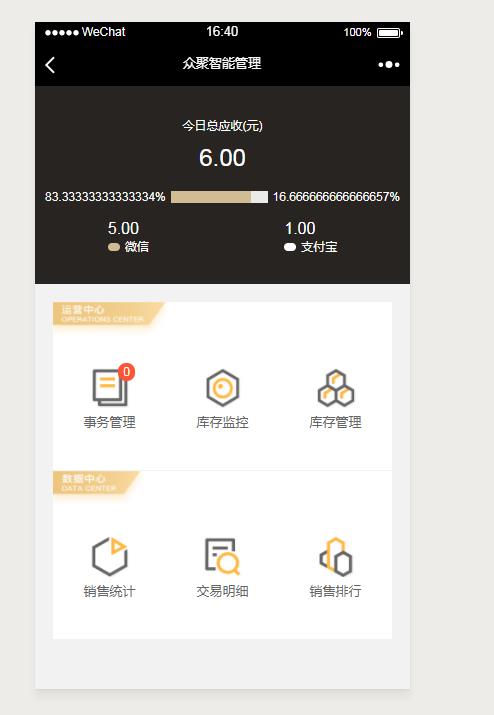 WeChat 16:40 100%
众聚智能管理
今日总应收(元)
6.00
83.33333333333334% 16.666666666666657%
5.00 1.00
微信 支付宝
运营中心
OPERATIONS CENTER
0
事务管理 库存监控 库存管理
数据中心
DATA CENTER
销售统计 交易明细 销售排行